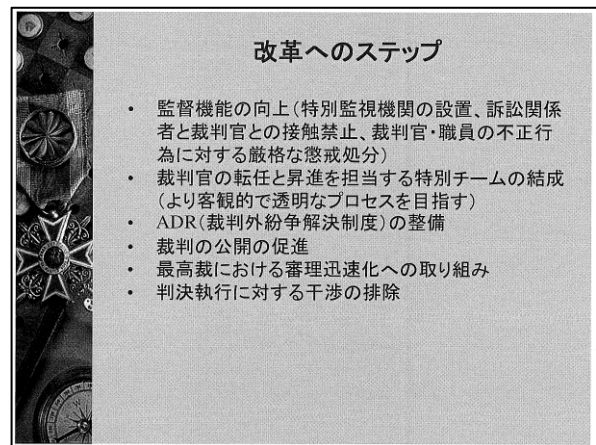 改革へのステップ
• 監督機能の向上（特別監視機関の設置、訴訟関係
者と裁判官との接触禁止、裁判官・職員の不正行
為に対する厳格な懲戒処分）
• 裁判官の転任と昇進を担当する特別チームの結成
（より客観的で透明なプロセスを目指す）
• ADR（裁判外紛争解決制度）の整備
• 裁判の公開の促進
• 最高裁における審理迅速化への取り組み
• 判決執行に対する干渉の排除